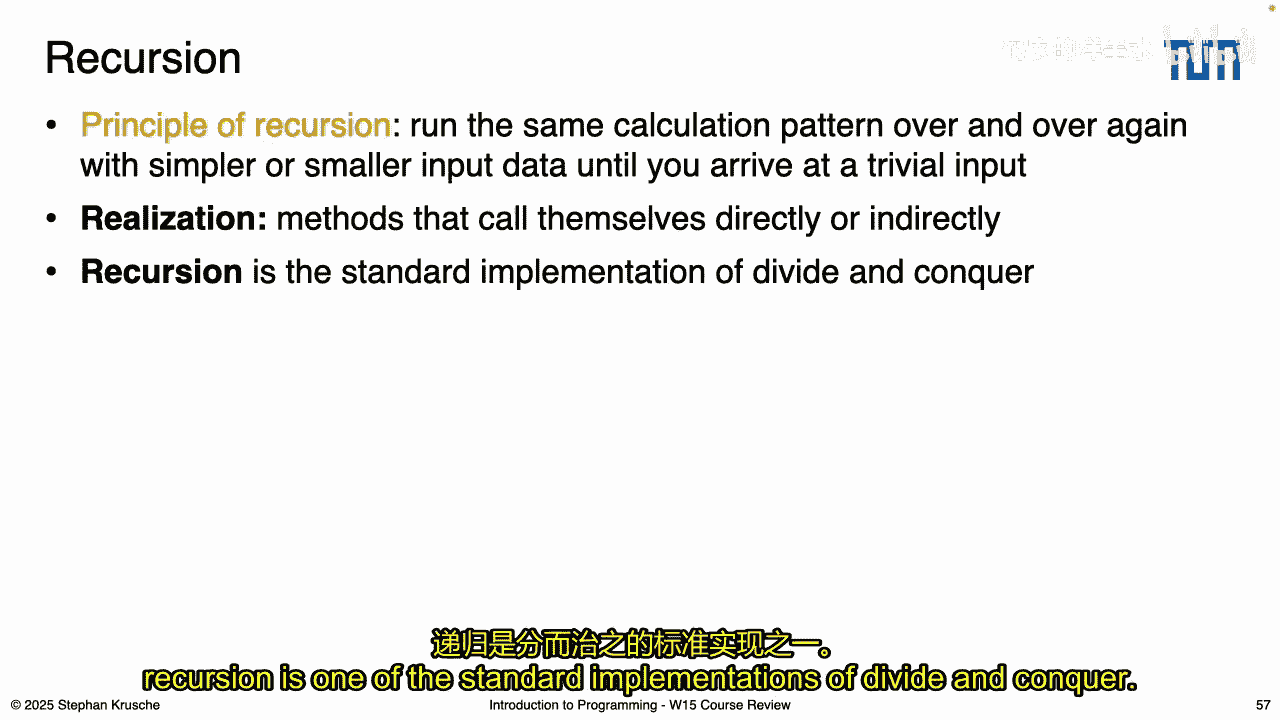 Recursion
• Principle of recursion: run the same calculation pattern over and over again
with simpler or smaller input data until you arrive at a trivial input
• Realization: methods that call themselves directly or indirectly
• Recursion is the standard implementation of divide and conquer
递归是分而治之的标准实现之一。
recursion is one of the standard implementations of divide and conquer.
© 2025 Stephan Krusche
Introduction to Programming - W15 Course Review
57